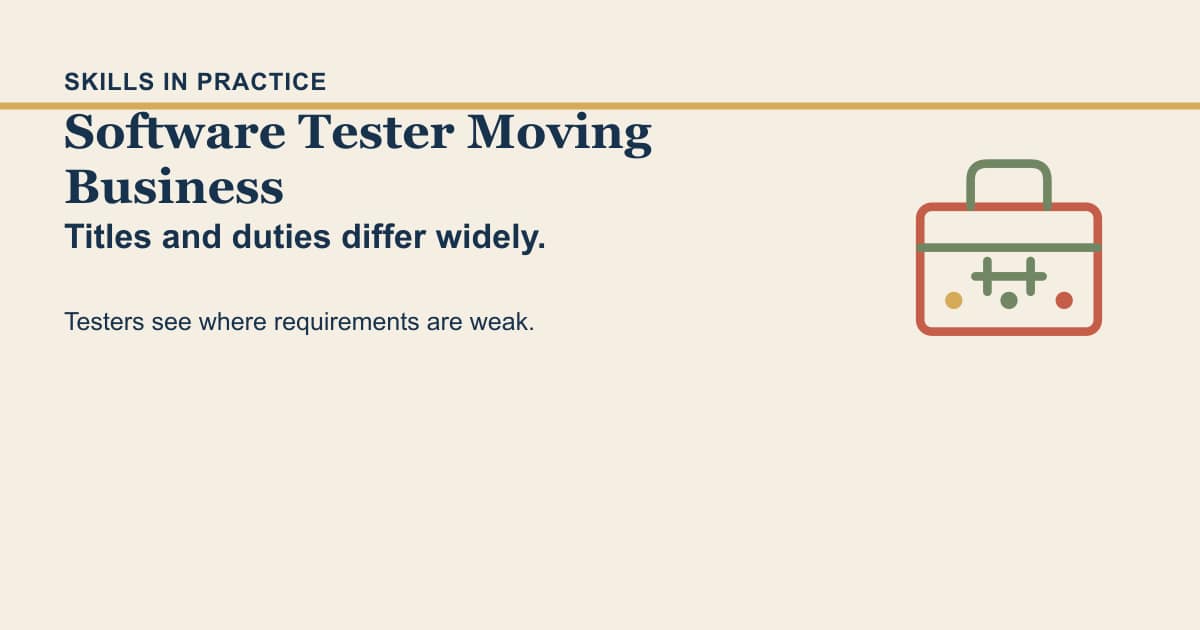 SKILLS IN PRACTICE
Software Tester Moving
Business
Titles and duties differ widely.
Testers see where requirements are weak.